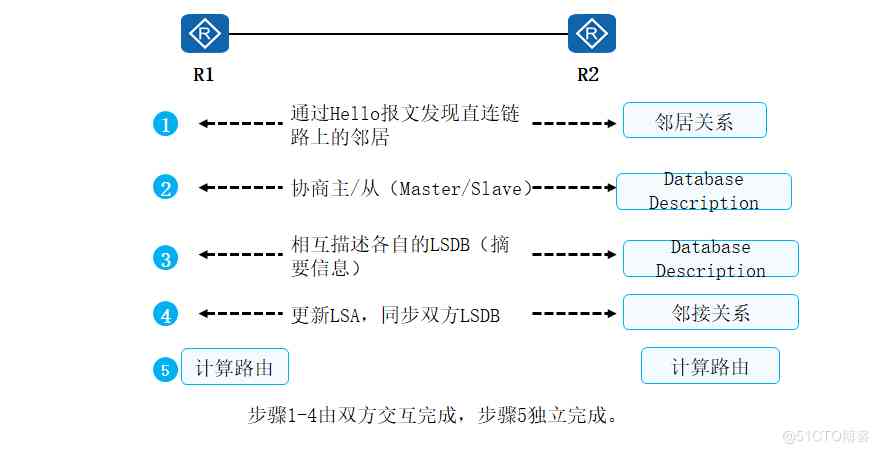 R
R
R1
R2
1
通过Hello报文发现直连链
路上的邻居
邻居关系
2
协商主/从（Master/Slave）
Database
Description
3
相互描述各自的LSDB（摘
要信息）
Database
Description
4
更新LSA，同步双方LSDB
邻接关系
5
计算路由
计算路由
步骤1-4由双方交互完成，步骤5独立完成。
@51CTO博客